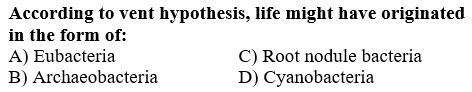 According to vent hypothesis, life might have originated
in the form of:
A) Eubacteria C) Root nodule bacteria
B) Archaeobacteria D) Cyanobacteria